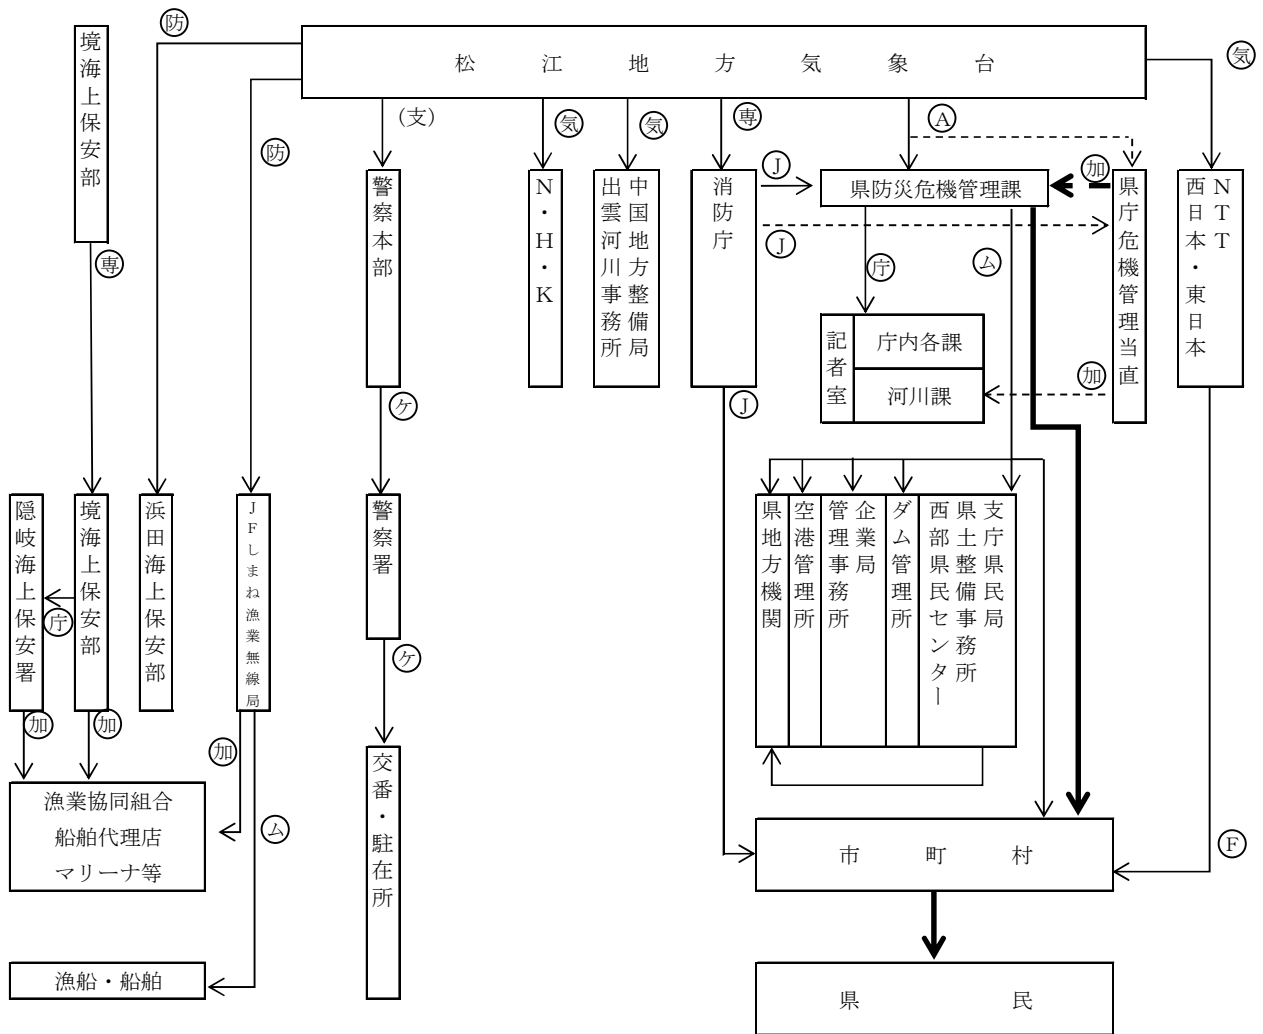 防
境海上保安部
松江地方気象台
気
（支）
気
気
専
Ⓐ
防
警察本部
N・H・K
中国地方整備局
出雲河川事務所
消防庁
Ⓙ
県防災危機管理課
加
県庁危機管理当直
NTT
西日本・東日本
Ⓙ
専
庁
ム
記者室
庁内各課
河川課
加
ケ
Ⓙ
隠岐海上保安署
境海上保安部
浜田海上保安部
JFしまね漁業無線局
警察署
県地方機関
空港管理所
企業局
管理事務所
ダム管理所
支庁県民局
県土整備事務所
西部県民センター
庁
ケ
加
加
加
漁業協同組合
船舶代理店
マリーナ等
ム
交番・駐在所
市町村
Ⓕ
漁船・船舶
県民